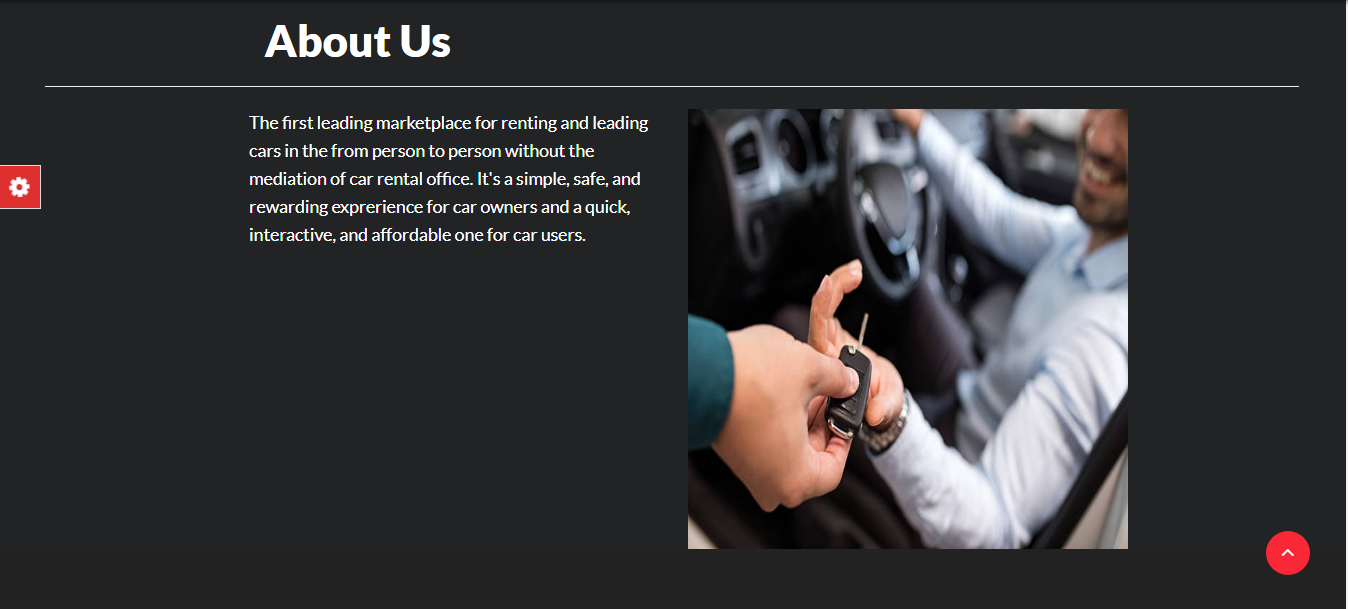 About Us
The first leading marketplace for renting and leading
cars in the from person to person without the
mediation of car rental office. It's a simple, safe, and
rewarding exprerience for car owners and a quick,
interactive, and affordable one for car users.